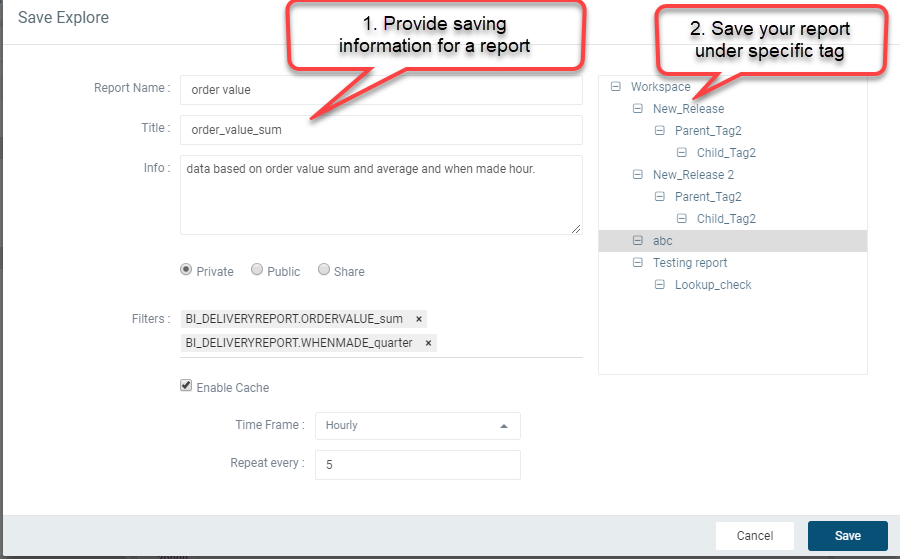 Save Explore
1. Provide saving
information for a report
2. Save your report
under specific tag
Report Name :
order value
Title :
order_value_sum
Info :
data based on order value sum and average and when made hour.
Private
Public
Share
Filters :
BI_DELIVERYREPORT.ORDERVALUE_sum ×
BI_DELIVERYREPORT.WHENMADE_quarter ×
Enable Cache
Time Frame :
Hourly
Repeat every :
5
Workspace
New_Release
Parent_Tag2
Child_Tag2
New_Release 2
Parent_Tag2
Child_Tag2
abc
Testing report
Lookup_check
Cancel
Save